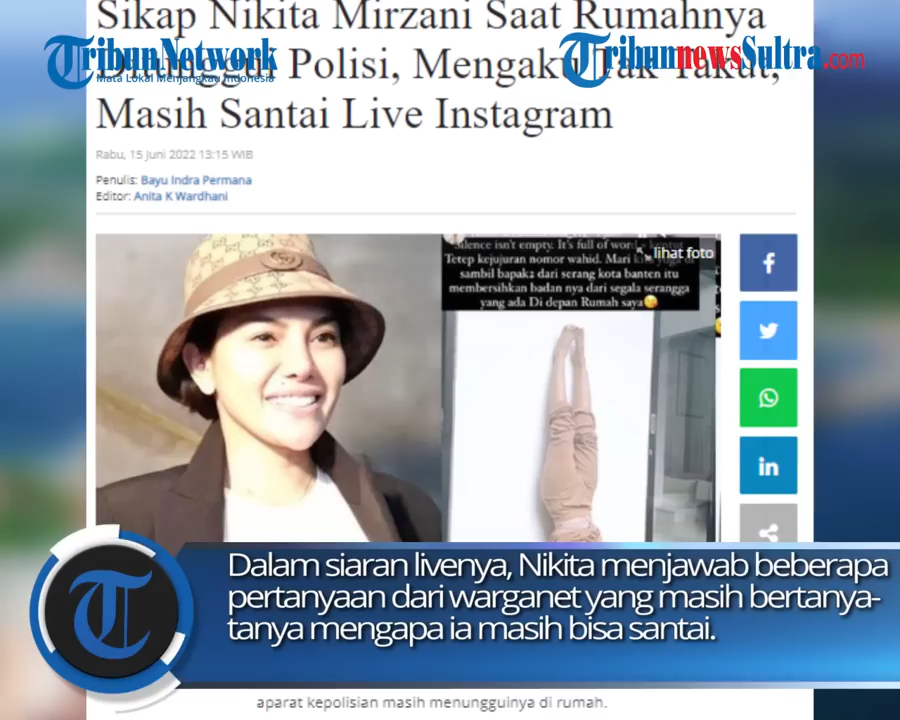 Sikap Nikita Mirzani Saat Rumahnya
TribunNetwork
Mata Lokal Menjangkau Indonesia
TribunnewsSultra.com
Polisi, Mengaku Tak Takut,
Masih Santai Live Instagram
Rabu, 15 Juni 2022 13:15 WIB
Penulis: Bayu Indra Permana
Editor: Anita K Wardhani
Silence isn't empty. It's full of word
lihat foto
Tetep kejujuran nomor wahid. Mari
sambil bapaka dari serang kota banten itu
membersihkan badan nya dari segala serangga
yang ada Di depan Rumah saya
Dalam siaran livenya, Nikita menjawab beberapa
pertanyaan dari warganet yang masih bertanya-
tanya mengapa ia masih bisa santai.
aparat kepolisian masih menungguinya di rumah.